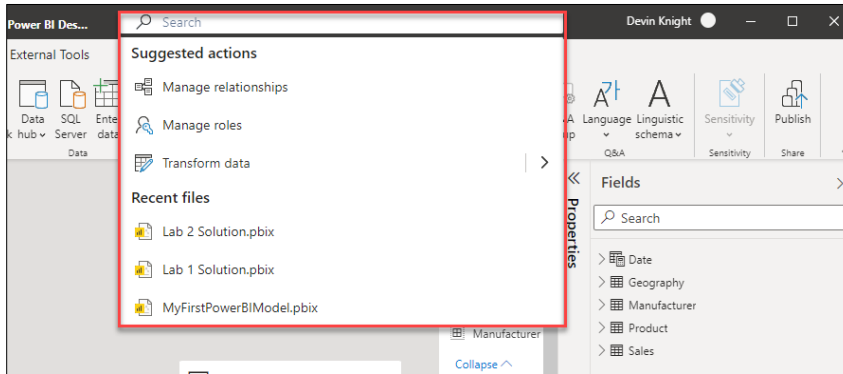 Power BI Des...
Search
Devin Knight
External Tools
Suggested actions
Manage relationships
Manage roles
Transform data
Recent files
Lab 2 Solution.pbix
Lab 1 Solution.pbix
MyFirstPowerBIModel.pbix
Data
hub
SQL
Server
Data
Language
Linguistic
schema
Q&A
Sensitivity
Sensitivity
Publish
Share
Properties
Fields
Search
Date
Geography
Manufacturer
Product
Sales
Manufacturer
Collapse